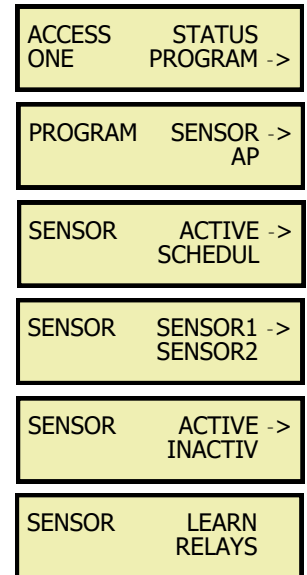 ACCESS STATUS
ONE PROGRAM ->
PROGRAM SENSOR ->
AP
SENSOR ACTIVE ->
SCHEDUL
SENSOR SENSOR1 ->
SENSOR2
SENSOR ACTIVE ->
INACTIV
SENSOR LEARN
RELAYS